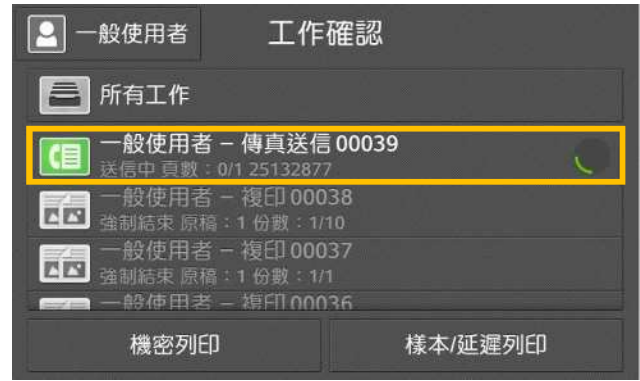 一般使用者
工作確認
所有工作
一般使用者 – 傳真送信 00039
送信中 頁數：0/1 25132877
一般使用者 – 複印 00038
強制結束 原稿：1 份數：1/10
一般使用者 – 複印 00037
強制結束 原稿：1 份數：1/1
一般使用者 – 複印 00036
機密列印
樣本/延遲列印